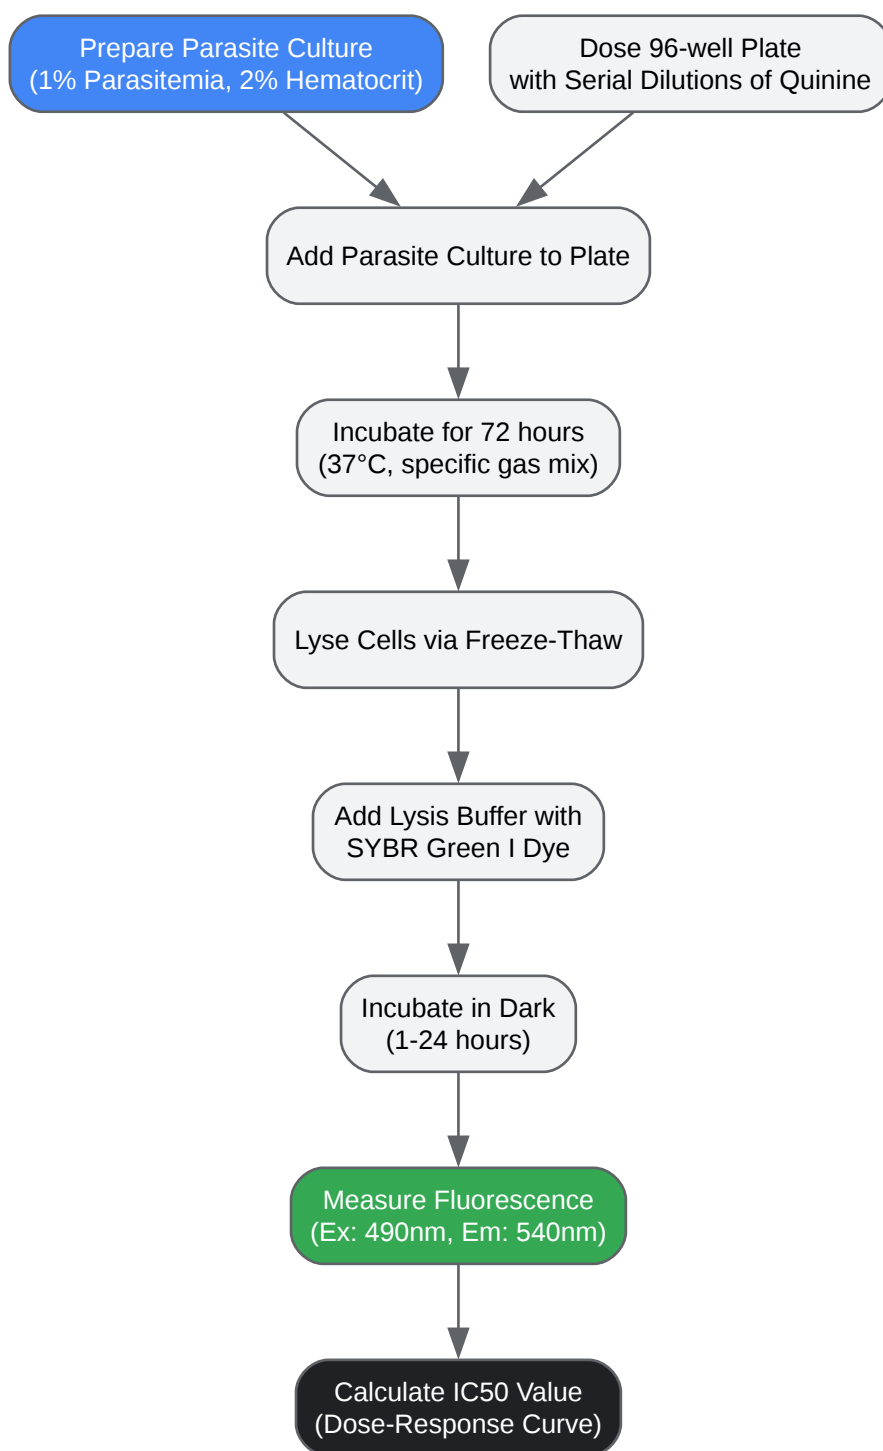 Prepare Parasite Culture
(1% Parasitemia, 2% Hematocrit)
Dose 96-well Plate
with Serial Dilutions of Quinine
Add Parasite Culture to Plate
Incubate for 72 hours
(37°C, specific gas mix)
Lyse Cells via Freeze-Thaw
Add Lysis Buffer with
SYBR Green I Dye
Incubate in Dark
(1-24 hours)
Measure Fluorescence
(Ex: 490nm, Em: 540nm)
Calculate IC50 Value
(Dose-Response Curve)